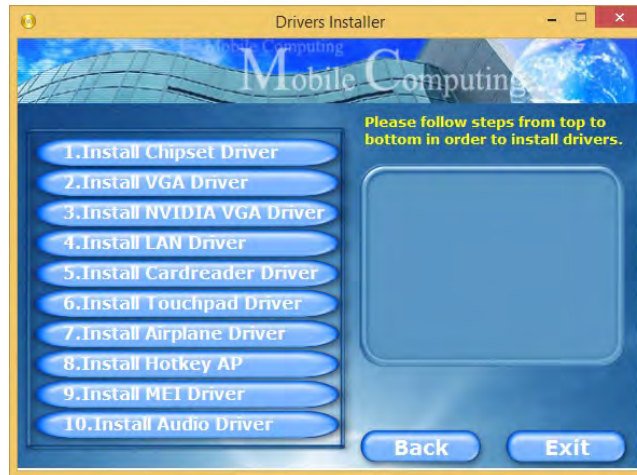 Drivers Installer
Mobile Computing
Mobile Computing
Please follow steps from top to
bottom in order to install drivers.
1.Install Chipset Driver
2.Install VGA Driver
3.Install NVIDIA VGA Driver
4.Install LAN Driver
5.Install Cardreader Driver
6.Install Touchpad Driver
7.Install Airplane Driver
8.Install Hotkey AP
9.Install MEI Driver
10.Install Audio Driver
Back
Exit